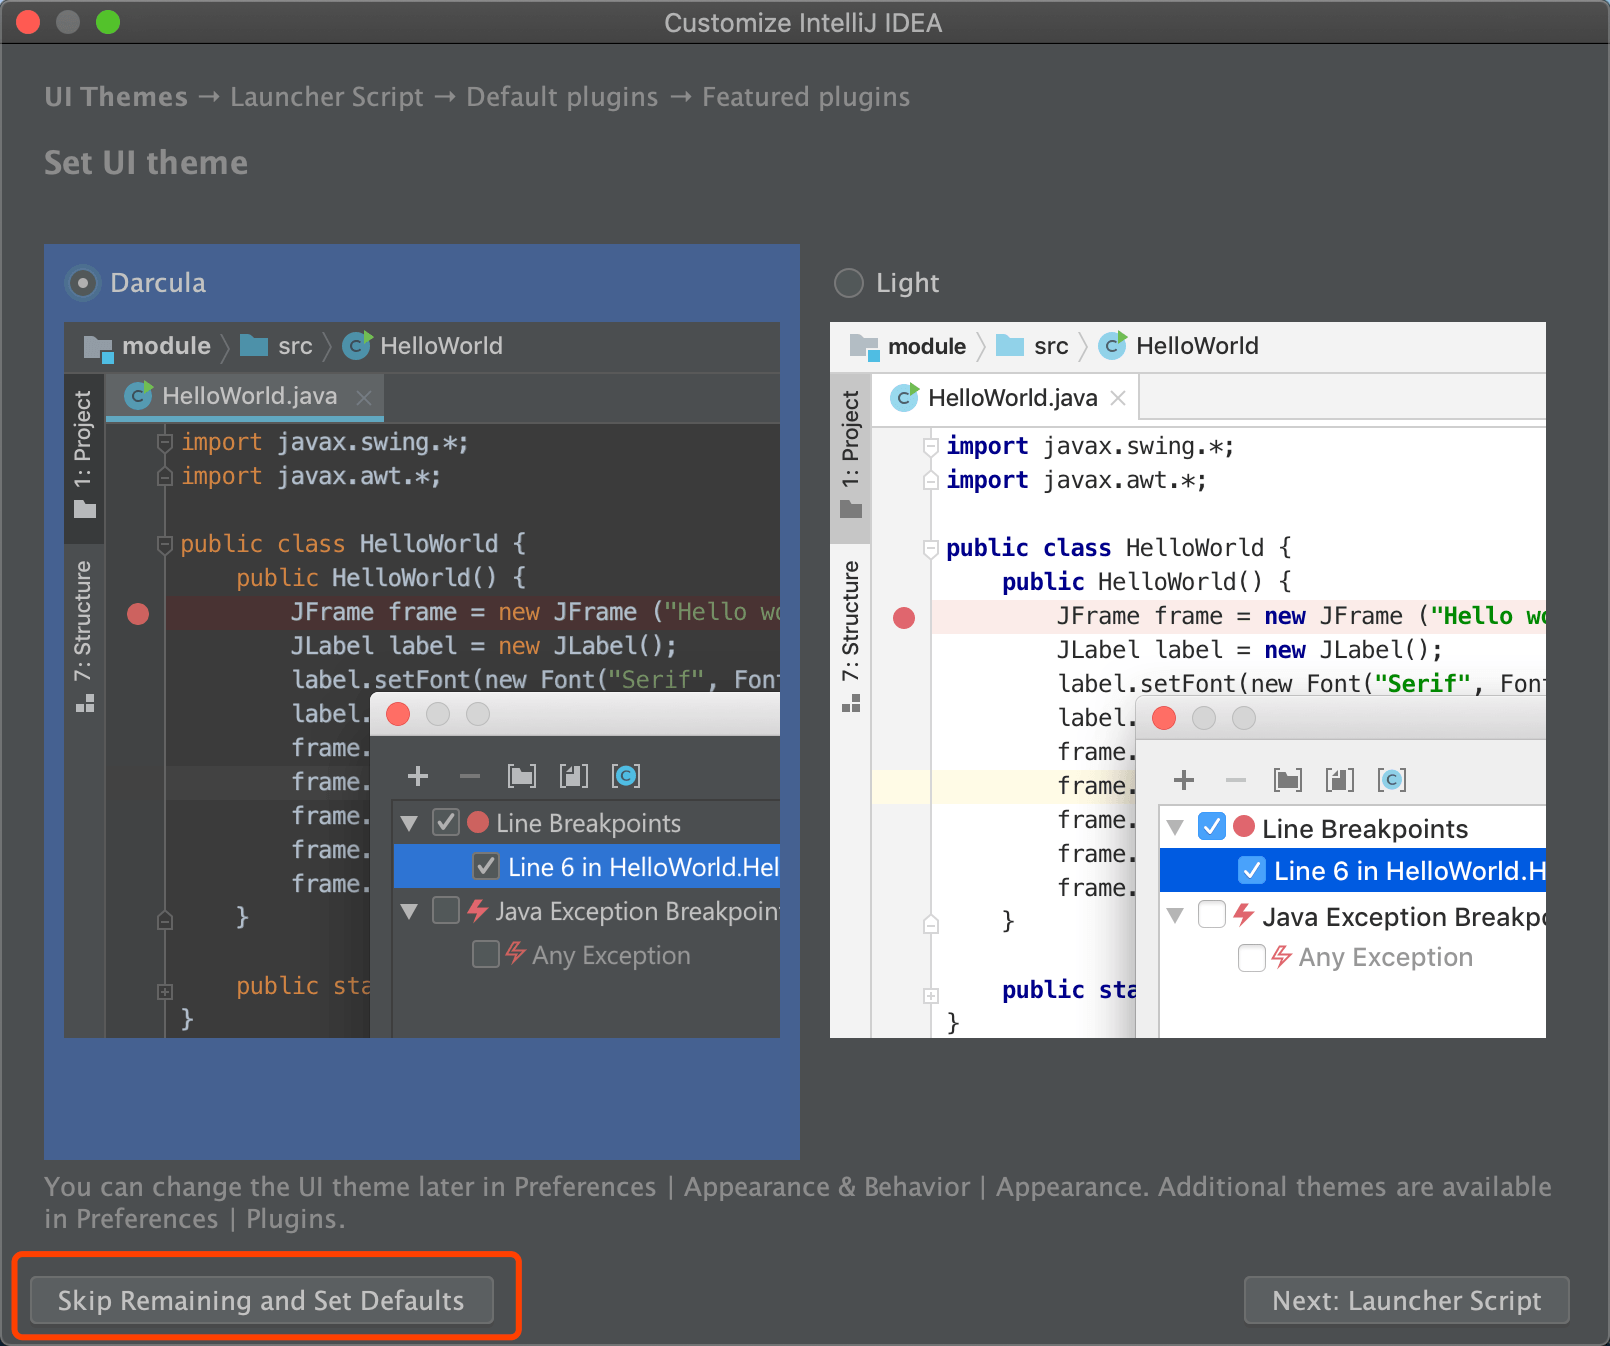 Customize IntelliJ IDEA
UI Themes → Launcher Script → Default plugins → Featured plugins
Set UI theme
Darcula
module src HelloWorld
HelloWorld.java
1: Project
7: Structure
import javax.swing.*;
import javax.awt.*;
public class HelloWorld {
public HelloWorld() {
JFrame frame = new JFrame ("Hello wo
JLabel label = new JLabel();
label.setFont(new Font("Serif", Font
label.
frame.
frame.
frame.
frame.
frame.
}
public sta
}
Line Breakpoints
Line 6 in HelloWorld.Hel
Java Exception Breakpoin
Any Exception
Light
module src HelloWorld
HelloWorld.java
1: Project
7: Structure
import javax.swing.*;
import javax.awt.*;
public class HelloWorld {
public HelloWorld() {
JFrame frame = new JFrame ("Hello wo
JLabel label = new JLabel();
label.setFont(new Font("Serif", Font
label.
frame.
frame.
frame.
frame.
frame.
}
public sta
}
Line Breakpoints
Line 6 in HelloWorld.H
Java Exception Breakpo
Any Exception
You can change the UI theme later in Preferences | Appearance & Behavior | Appearance. Additional themes are available
in Preferences | Plugins.
Skip Remaining and Set Defaults
Next: Launcher Script